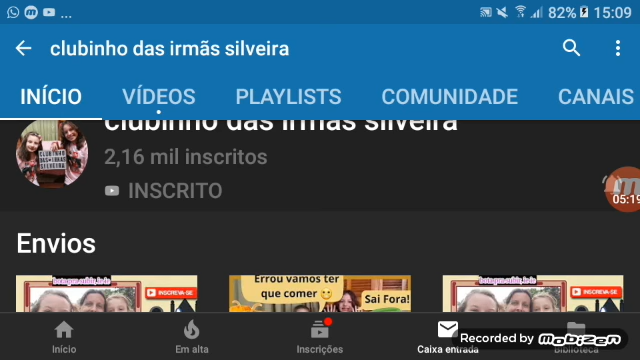 ... 82% 15:09
clubinho das irmãs silveira
INÍCIO VÍDEOS PLAYLISTS COMUNIDADE CANAIS
clubinho das irmãs silveira
2,16 mil inscritos
INSCRITO
05:19
Envios
INSCREVA-SE
Errou vamos ter
que comer
Sai Fora!
INSCREVA-SE
Início Em alta Inscrições Caixa entrada Biblioteca
Recorded by MOBIZEN